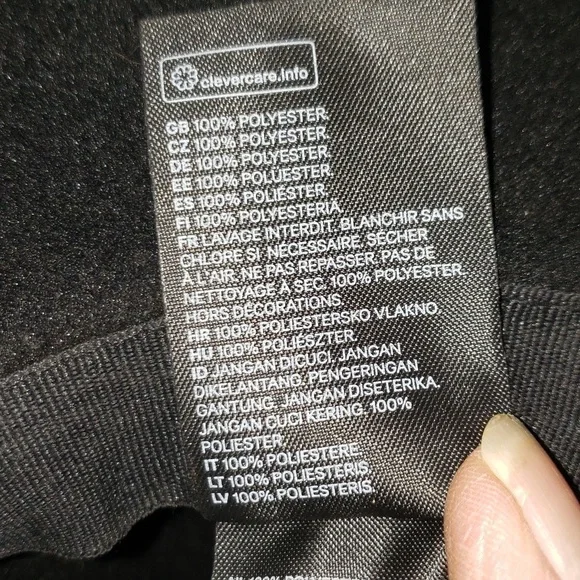 clevercare.info
GB 100% POLYESTER.
CZ 100% POLYESTER.
DE 100% POLYESTER.
EE 100% POLUESTER.
ES 100% POLIÉSTER.
FI 100% POLYESTERIA.
FR LAVAGE INTERDIT. BLANCHIR SANS
CHLORE SI NÉCESSAIRE. SÉCHER
À L'AIR. NE PAS REPASSER. PAS DE
NETTOYAGE À SEC. 100% POLYESTER.
HORS DÉCORATIONS
HR 100% POLIESTERSKO VLAKNO.
HU 100% POLIÉSZTER.
ID JANGAN DICUCI. JANGAN
DIKELANTANG. PENGERINGAN
GANTUNG. JANGAN DISETERIKA.
JANGAN CUCI KERING. 100%
POLIESTER.
IT 100% POLIESTERE.
LT 100% POLIESTERIS.
LV 100% POLIESTERIS.